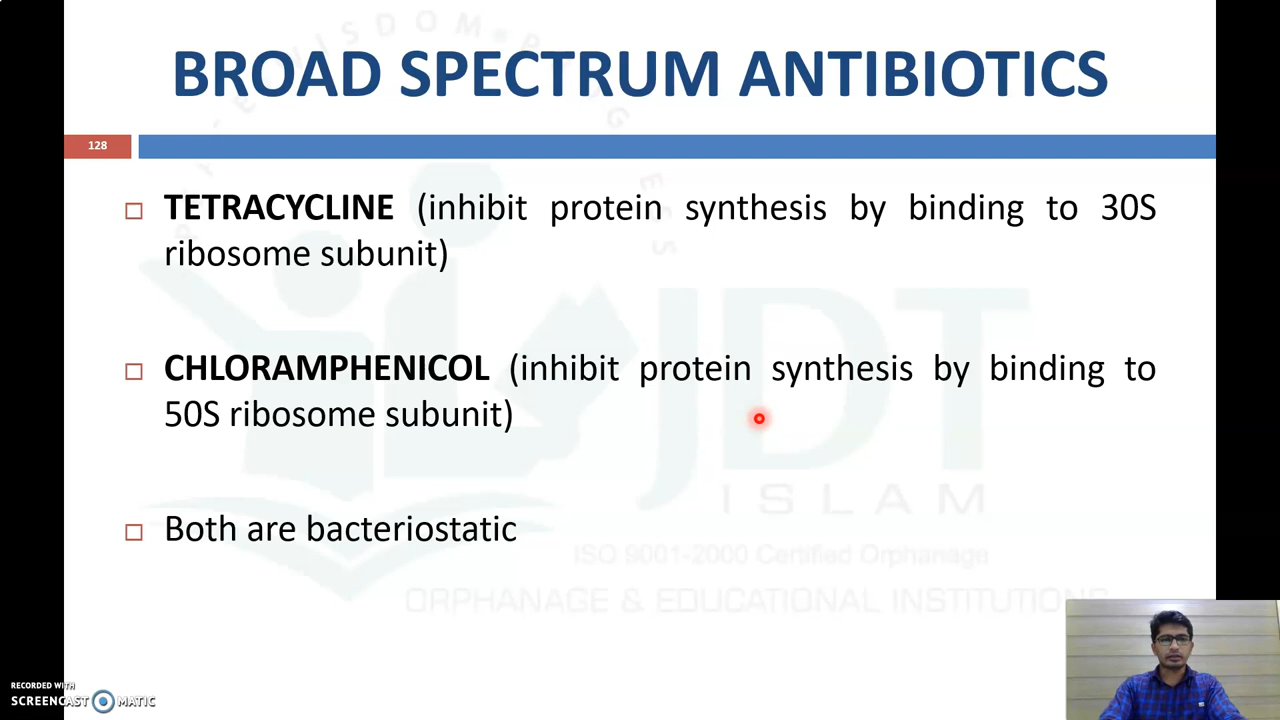 BROAD SPECTRUM ANTIBIOTICS
128
TETRACYCLINE (inhibit protein synthesis by binding to 30S
ribosome subunit)
CHLORAMPHENICOL (inhibit protein synthesis by binding to
50S ribosome subunit)
JDT
ISLAM
Both are bacteriostatic
ISO 9001-2000 Certified Orphanage
ORPHANAGE & EDUCATIONAL INSTITUTIONS
RECORDED WITH
SCREENCAST MATIC